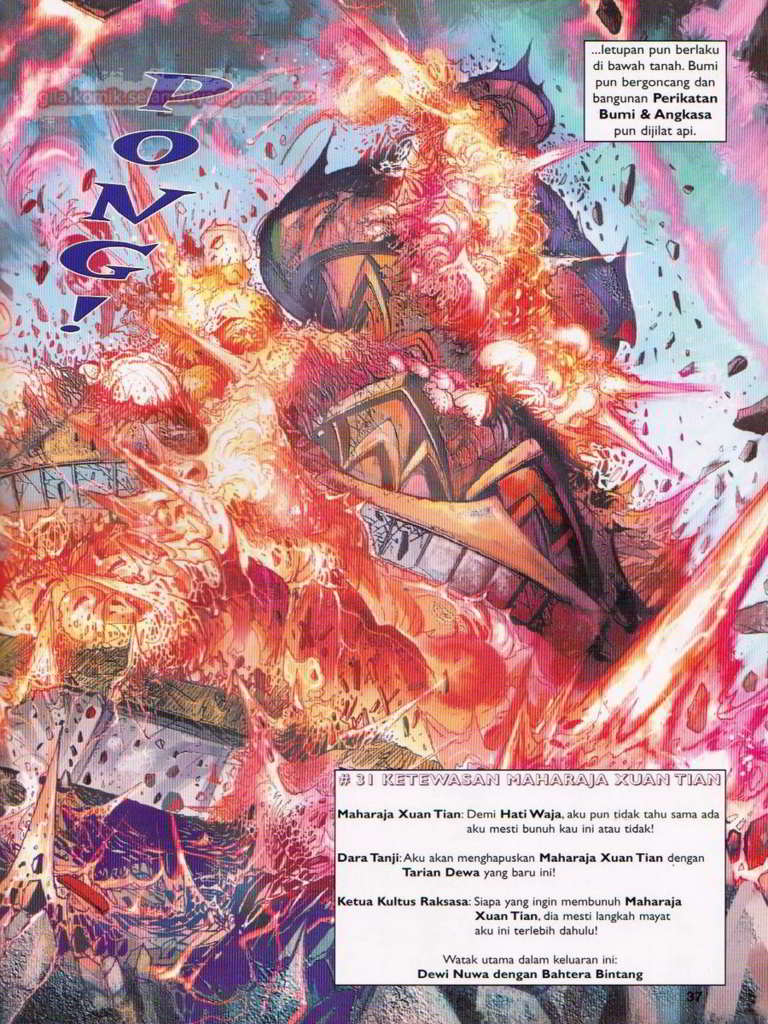 ...letupan pun berlaku
di bawah tanah. Bumi
pun bergoncang dan
bangunan Perikatan
Bumi & Angkasa
pun dijilat api.
PONG!
# 31 KETEWASAN MAHARAJA XUAN TIAN
Maharaja Xuan Tian: Demi Hati Waja, aku pun tidak tahu sama ada
aku mesti bunuh kau ini atau tidak!
Dara Tanji: Aku akan menghapuskan Maharaja Xuan Tian dengan
Tarian Dewa yang baru ini!
Ketua Kultus Raksasa: Siapa yang ingin membunuh Maharaja
Xuan Tian, dia mesti langkah mayat
aku ini terlebih dahulu!
Watak utama dalam keluaran ini:
Dewi Nuwa dengan Bahtera Bintang
37